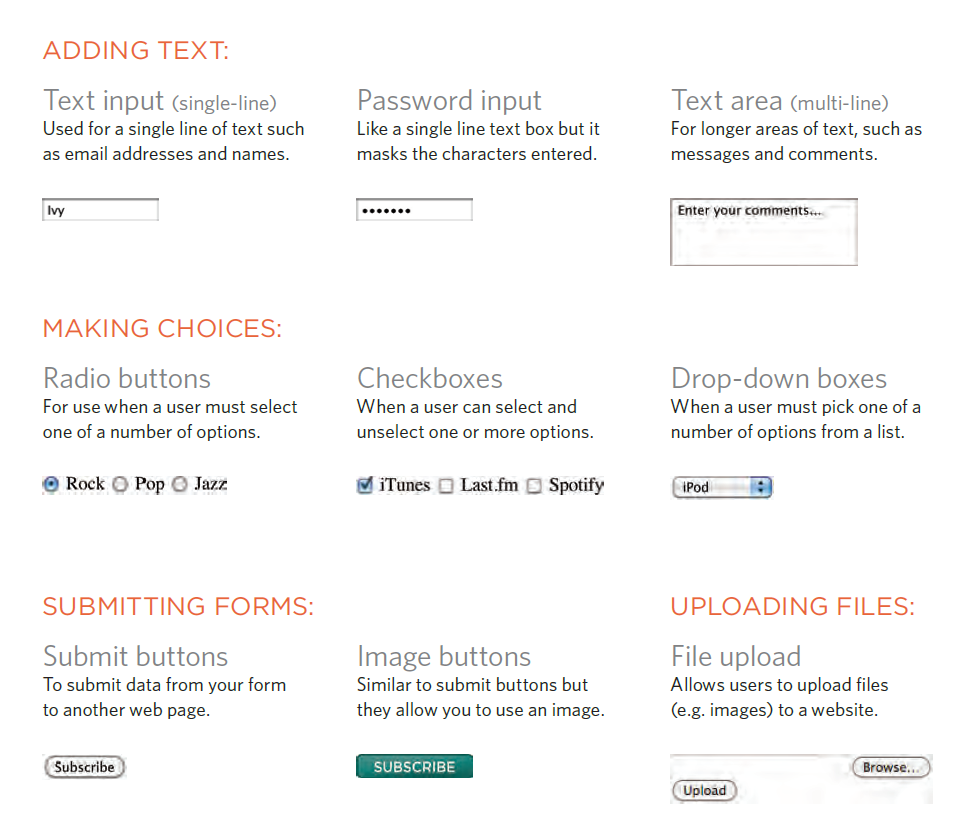 ADDING TEXT:
Text input (single-line)
Used for a single line of text such
as email addresses and names.
Ivy
Password input
Like a single line text box but it
masks the characters entered.
•••••••
Text area (multi-line)
For longer areas of text, such as
messages and comments.
Enter your comments...
MAKING CHOICES:
Radio buttons
For use when a user must select
one of a number of options.
Rock Pop Jazz
Checkboxes
When a user can select and
unselect one or more options.
iTunes Last.fm Spotify
Drop-down boxes
When a user must pick one of a
number of options from a list.
iPod
SUBMITTING FORMS:
Submit buttons
To submit data from your form
to another web page.
Subscribe
Image buttons
Similar to submit buttons but
they allow you to use an image.
SUBSCRIBE
UPLOADING FILES:
File upload
Allows users to upload files
(e.g. images) to a website.
Browse...
Upload